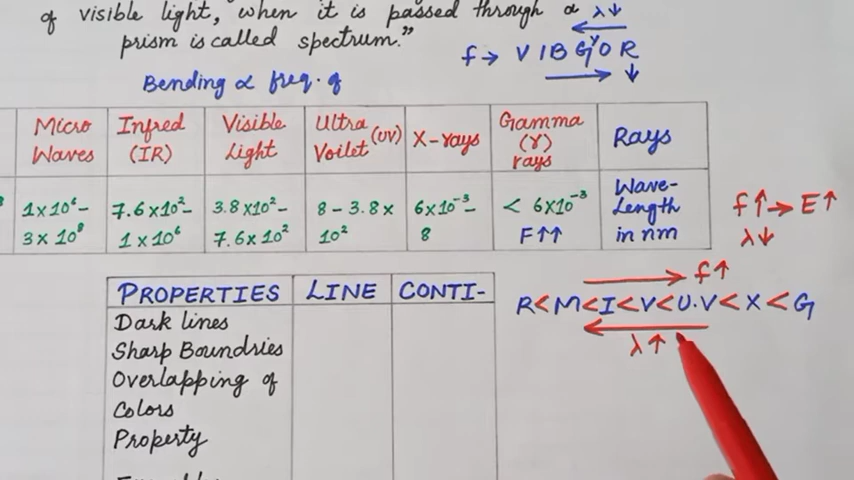 of visible light, when it is passed through a
prism is called spectrum."
λ↓
f→ V I B G Y O R ↓
Bending ∝ freq. of
Micro Waves | Infred (IR) | Visible Light | Ultra Voilet (UV) | X-rays | Gamma (γ) rays | Rays
1×10⁶– 3×10⁸ | 7.6×10²– 1×10⁶ | 3.8×10²– 7.6×10² | 8 – 3.8× 10² | 6×10⁻³– 8 | < 6×10⁻³ F↑↑ | Wave-Length in nm
f↑→E↑
λ↓
f↑
R<M<I<V<U.V<X<G
λ↑
PROPERTIES | LINE | CONTI-
Dark lines
Sharp Boundries
Overlapping of
Colors
Property